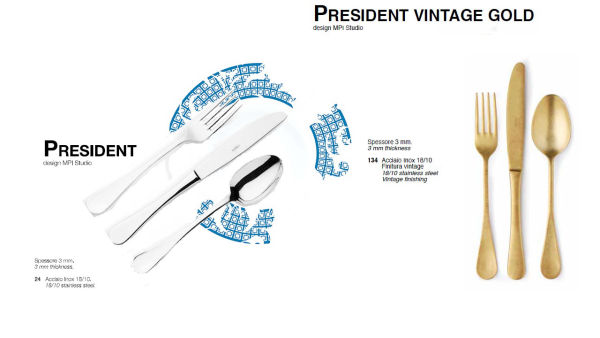 PRESIDENT VINTAGE GOLD
design MPi Studio
PRESIDENT
design MPI Studio
Spessore 3 mm.
3 mm thickness
134 Acciaio Inox 18/10
Finitura vintage
18/10 stainless steel
Vintage finishing
Spessore 3 mm.
3 mm thickness.
24 Acciaio Inox 18/10.
18/10 stainless steel